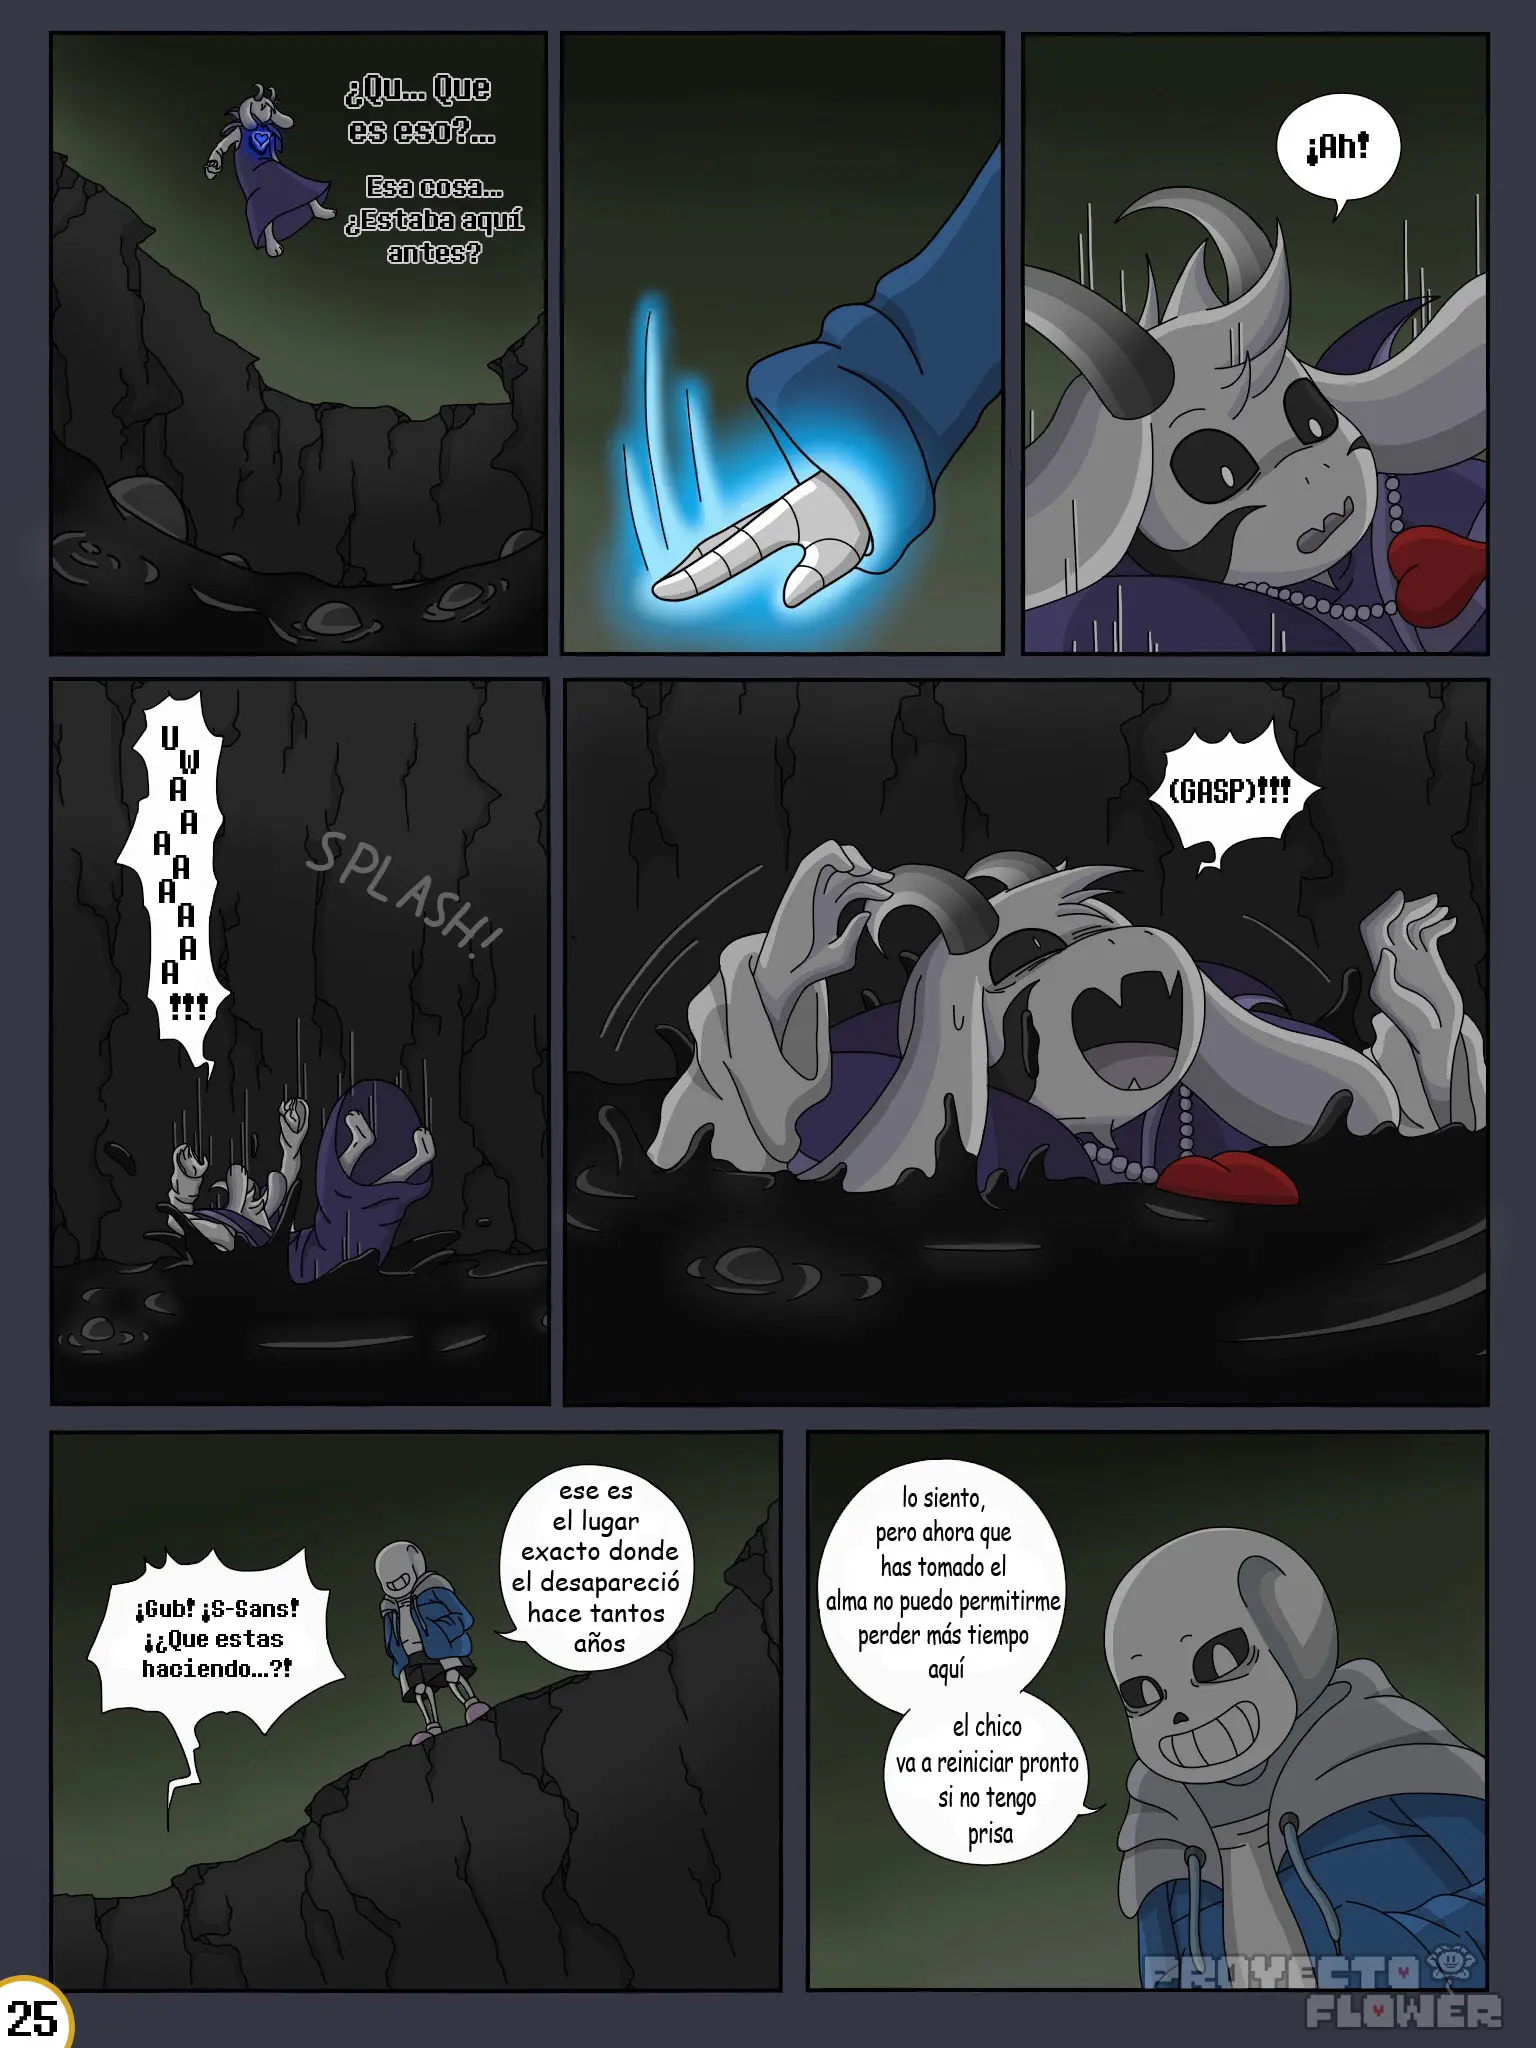 ¿Qu... Que
es eso?...
Esa cosa...
¿Estaba aquí
antes?
¡Ah!
UWAAAAAAAA!!!
SPLASH!
(GASP)!!!
¡Gub! ¡S-Sans!
¡¿Que estas
haciendo...?!
ese es
el lugar
exacto donde
el desapareció
hace tantos
años
lo siento,
pero ahora que
has tomado el
alma no puedo permitirme
perder más tiempo
aquí
el chico
va a reiniciar pronto
si no tengo
prisa
25
PROYECTO
FLOWER